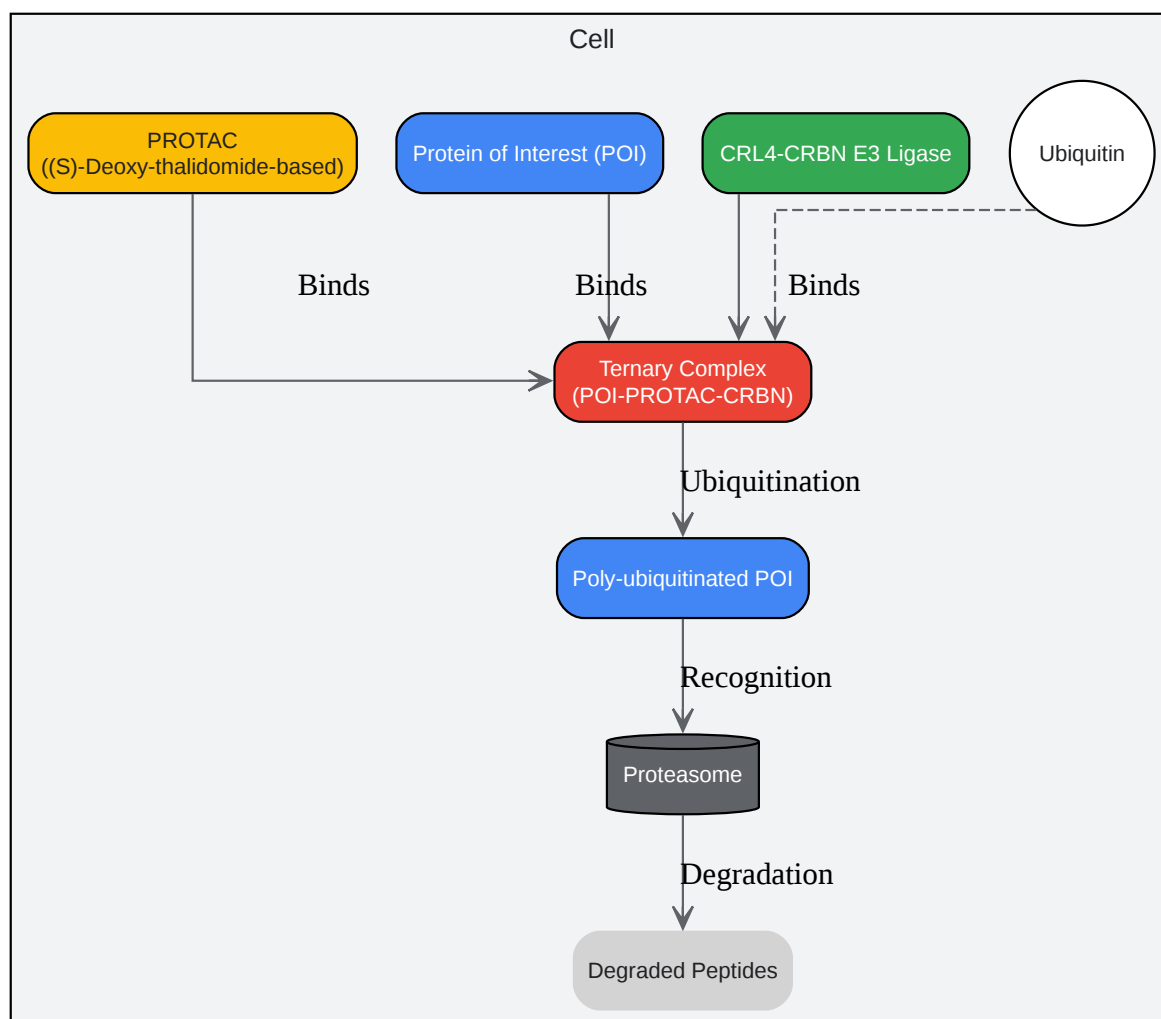 Cell
PROTAC
((S)-Deoxy-thalidomide-based)
Protein of Interest (POI)
CRL4-CRBN E3 Ligase
Ubiquitin
Binds
Binds
Binds
Ternary Complex
(POI-PROTAC-CRBN)
Ubiquitination
Poly-ubiquitinated POI
Recognition
Proteasome
Degradation
Degraded Peptides